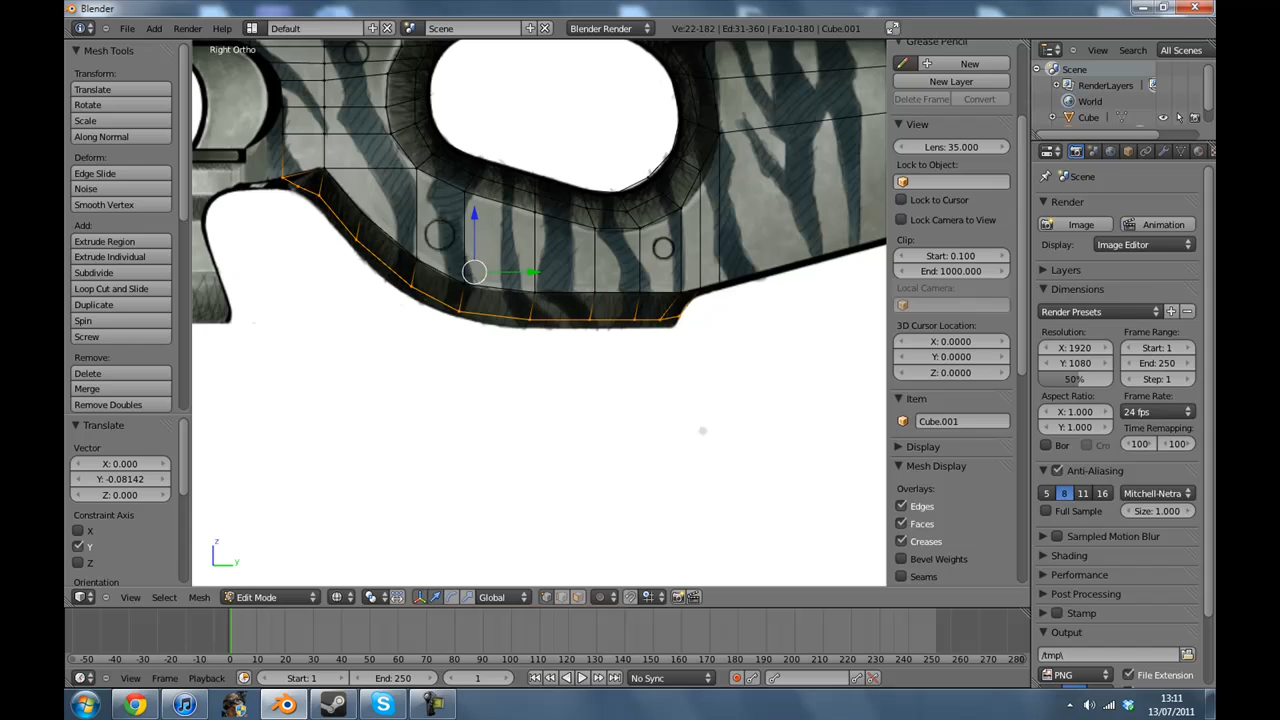 Blender
File Add Render Help Default Scene Blender Render Ve:22-182 | Ed:31-360 | Fa:10-180 | Cube.001 View Search All Scenes
Mesh Tools
Transform:
Translate
Rotate
Scale
Along Normal
Deform:
Edge Slide
Noise
Smooth Vertex
Add:
Extrude Region
Extrude Individual
Subdivide
Loop Cut and Slide
Duplicate
Spin
Screw
Remove:
Delete
Merge
Remove Doubles
Translate
Vector
X: 0.000
Y: -0.08142
Z: 0.000
Constraint Axis
X
Y
Z
Orientation
Right Ortho
z
y
Grease Pencil
New
New Layer
Delete Frame Convert
View
Lens: 35.000
Lock to Object:
Lock to Cursor
Lock Camera to View
Clip:
Start: 0.100
End: 1000.000
Local Camera:
3D Cursor Location:
X: 0.0000
Y: 0.0000
Z: 0.0000
Item
Cube.001
Display
Mesh Display
Overlays:
Edges
Faces
Creases
Bevel Weights
Seams
Scene
RenderLayers
World
Cube
Scene
Render
Image Animation
Display: Image Editor
Layers
Dimensions
Render Presets
Resolution: Frame Range:
X: 1920 Start: 1
Y: 1080 End: 250
50% Step: 1
Aspect Ratio: Frame Rate:
X: 1.000 24 fps
Y: 1.000 Time Remapping:
Bor Cro 100 100
Anti-Aliasing
5 8 11 16 Mitchell-Netra
Full Sample Size: 1.000
Sampled Motion Blur
Shading
Performance
Post Processing
Stamp
Output
/tmp\
PNG File Extension
View Select Mesh Edit Mode Global
-50 -40 -30 -20 -10 0 10 20 30 40 50 60 70 80 90 100 110 120 130 140 150 160 170 180 190 200 210 220 230 240 250 260 270 280
View Frame Playback Start: 1 End: 250 1 No Sync
13:11
13/07/2011